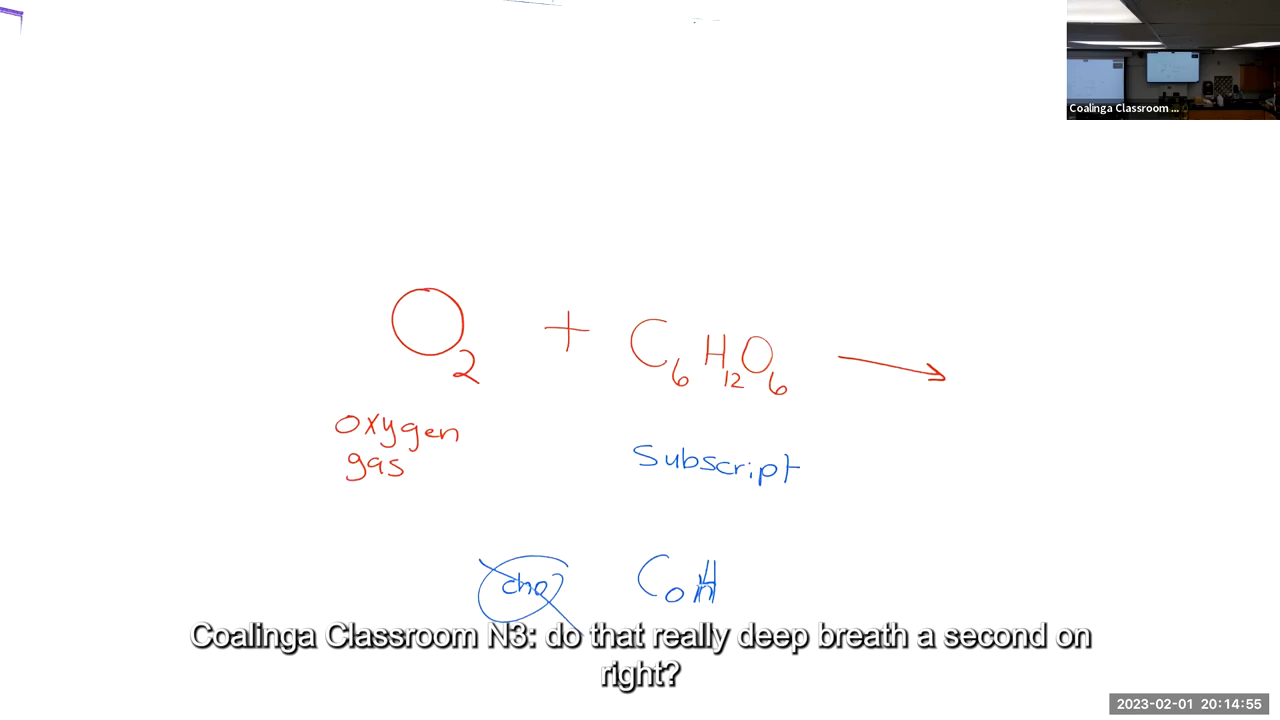 Coalinga Classroom ...
O₂ + C₆H₁₂O₆ →
oxygen
gas
Subscript
cho
Coalinga Classroom N3: do that really deep breath a second on
right?
2023-02-01 20:14:55